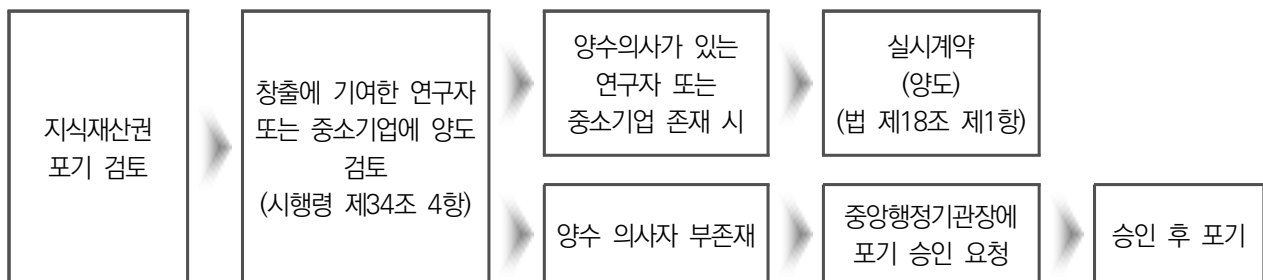 지식재산권
포기 검토
창출에 기여한 연구자
또는 중소기업에 양도
검토
(시행령 제34조 4항)
양수의사가 있는
연구자 또는
중소기업 존재 시
실시계약
(양도)
(법 제18조 제1항)
양수 의사자 부존재
중앙행정기관장에
포기 승인 요청
승인 후 포기